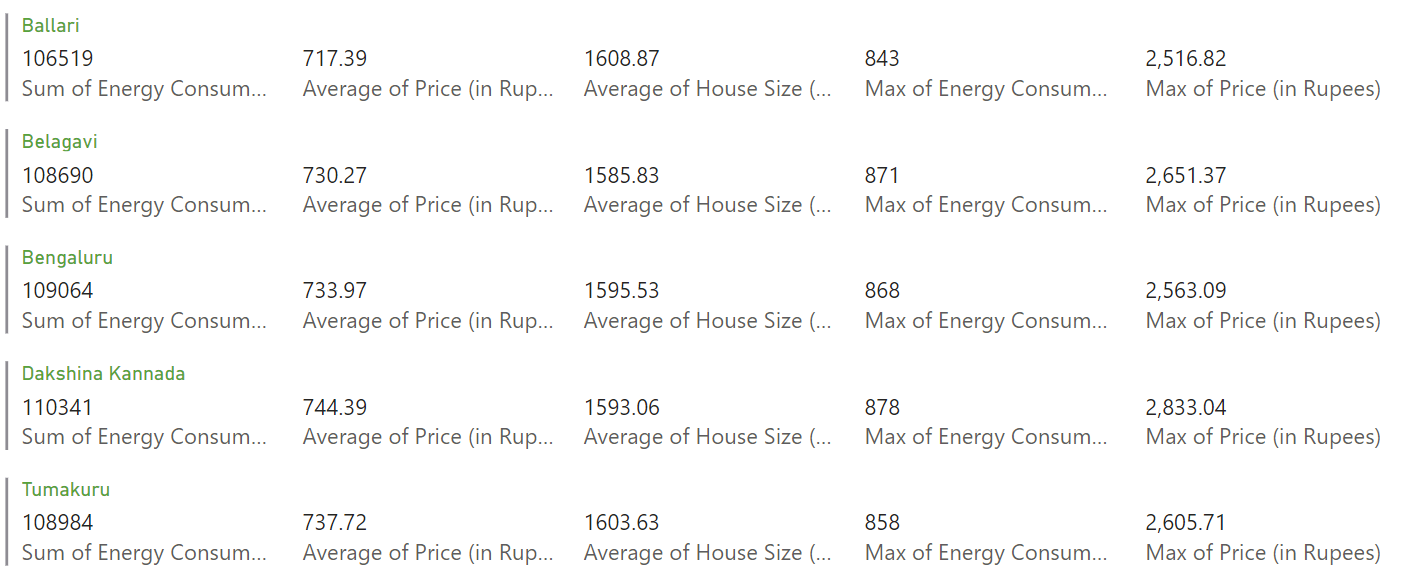 Ballari
106519 717.39 1608.87 843 2,516.82
Sum of Energy Consum... Average of Price (in Rup... Average of House Size (... Max of Energy Consum... Max of Price (in Rupees)
Belagavi
108690 730.27 1585.83 871 2,651.37
Sum of Energy Consum... Average of Price (in Rup... Average of House Size (... Max of Energy Consum... Max of Price (in Rupees)
Bengaluru
109064 733.97 1595.53 868 2,563.09
Sum of Energy Consum... Average of Price (in Rup... Average of House Size (... Max of Energy Consum... Max of Price (in Rupees)
Dakshina Kannada
110341 744.39 1593.06 878 2,833.04
Sum of Energy Consum... Average of Price (in Rup... Average of House Size (... Max of Energy Consum... Max of Price (in Rupees)
Tumakuru
108984 737.72 1603.63 858 2,605.71
Sum of Energy Consum... Average of Price (in Rup... Average of House Size (... Max of Energy Consum... Max of Price (in Rupees)